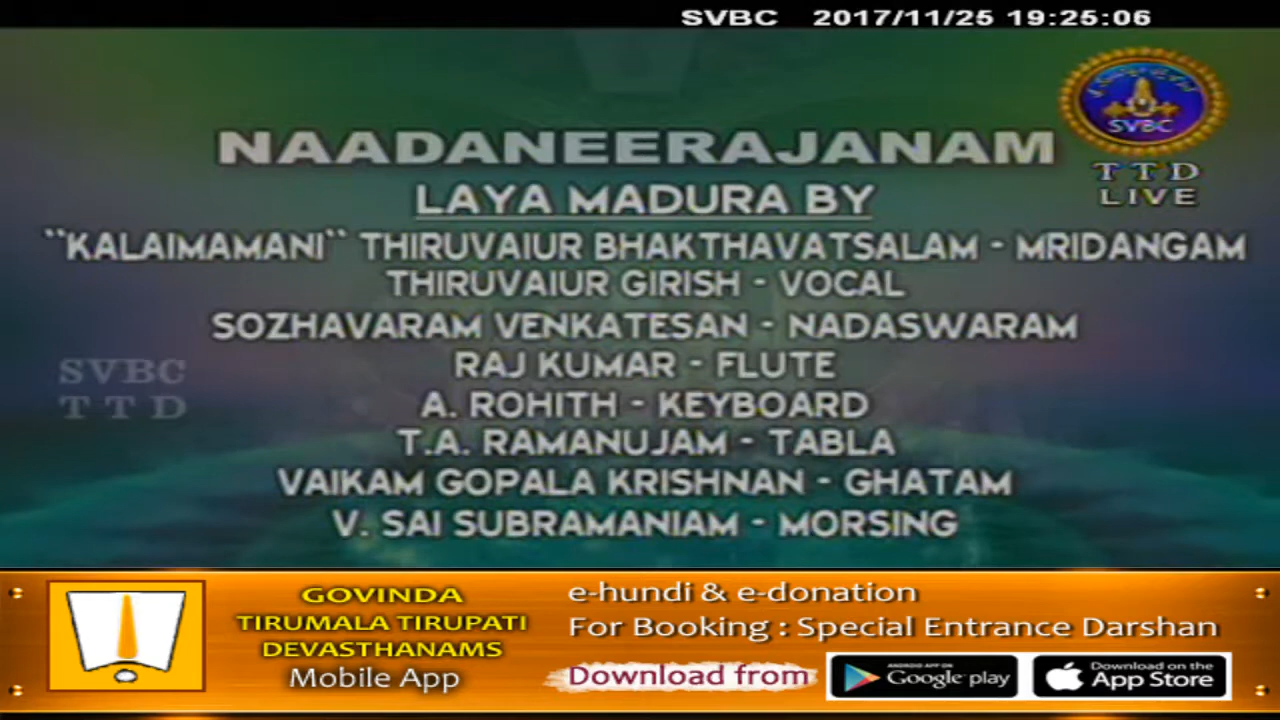 SVBC 2017/11/25 19:25:06
SVBC
TTD
LIVE
NAADANEERAJANAM
LAYA MADURA BY
“KALAIMAMANI“ THIRUVAIUR BHAKTHAVATSALAM - MRIDANGAM
THIRUVAIUR GIRISH - VOCAL
SOZHAVARAM VENKATESAN - NADASWARAM
RAJ KUMAR - FLUTE
SVBC
TTD
A. ROHITH - KEYBOARD
T.A. RAMANUJAM - TABLA
VAIKAM GOPALA KRISHNAN - GHATAM
V. SAI SUBRAMANIAM - MORSING
GOVINDA
TIRUMALA TIRUPATI
DEVASTHANAMS
Mobile App
e-hundi & e-donation
For Booking : Special Entrance Darshan
Download from
ANDROID APP ON
Google play
Download on the
App Store